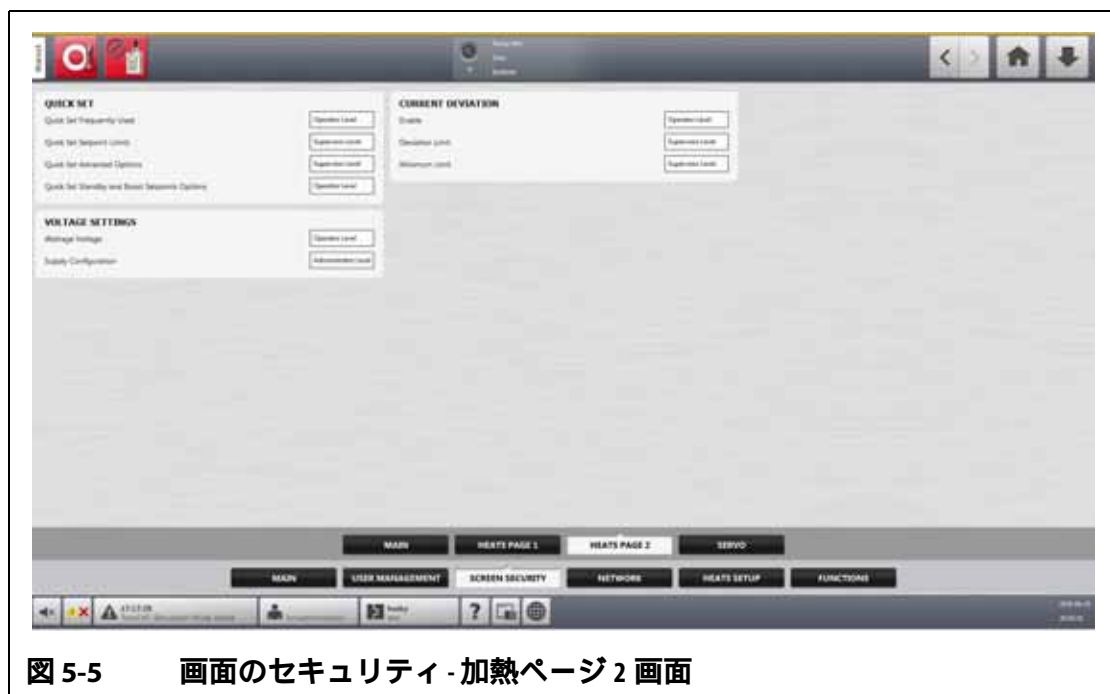 QUICK SET
Quick Set Frequently Used
Operator Level
Quick Set Setpoint Limits
Supervisor Level
Quick Set Advanced Options
Supervisor Level
Quick Set Standby and Boost Setpoints Options
Operator Level
CURRENT DEVIATION
Enable
Operator Level
Deviation Limit
Supervisor Level
Minimum Limit
Supervisor Level
VOLTAGE SETTINGS
Wattage Voltage
Operator Level
Supply Configuration
Administrator Level
MAIN
HEATS PAGE 1
HEATS PAGE 2
SERVO
MAIN
USER MANAGEMENT
SCREEN SECURITY
NETWORK
HEATS SETUP
FUNCTIONS
?
図 5-5 画面のセキュリティ - 加熱ページ 2 画面